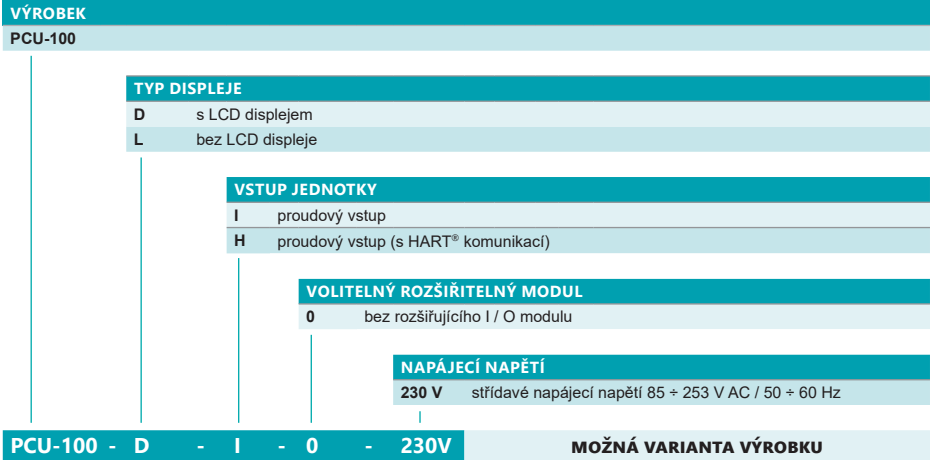 VÝROBEK
PCU-100
TYP DISPLEJE
D s LCD displejem
L bez LCD displeje
VSTUP JEDNOTKY
I proudový vstup
H proudový vstup (s HART® komunikací)
VOLITELNÝ ROZŠIŘITELNÝ MODUL
0 bez rozšiřujícího I / O modulu
NAPÁJECÍ NAPĚTÍ
230 V střídavé napájecí napětí 85 ÷ 253 V AC / 50 ÷ 60 Hz
PCU-100 - D - I - 0 - 230V MOŽNÁ VARIANTA VÝROBKU